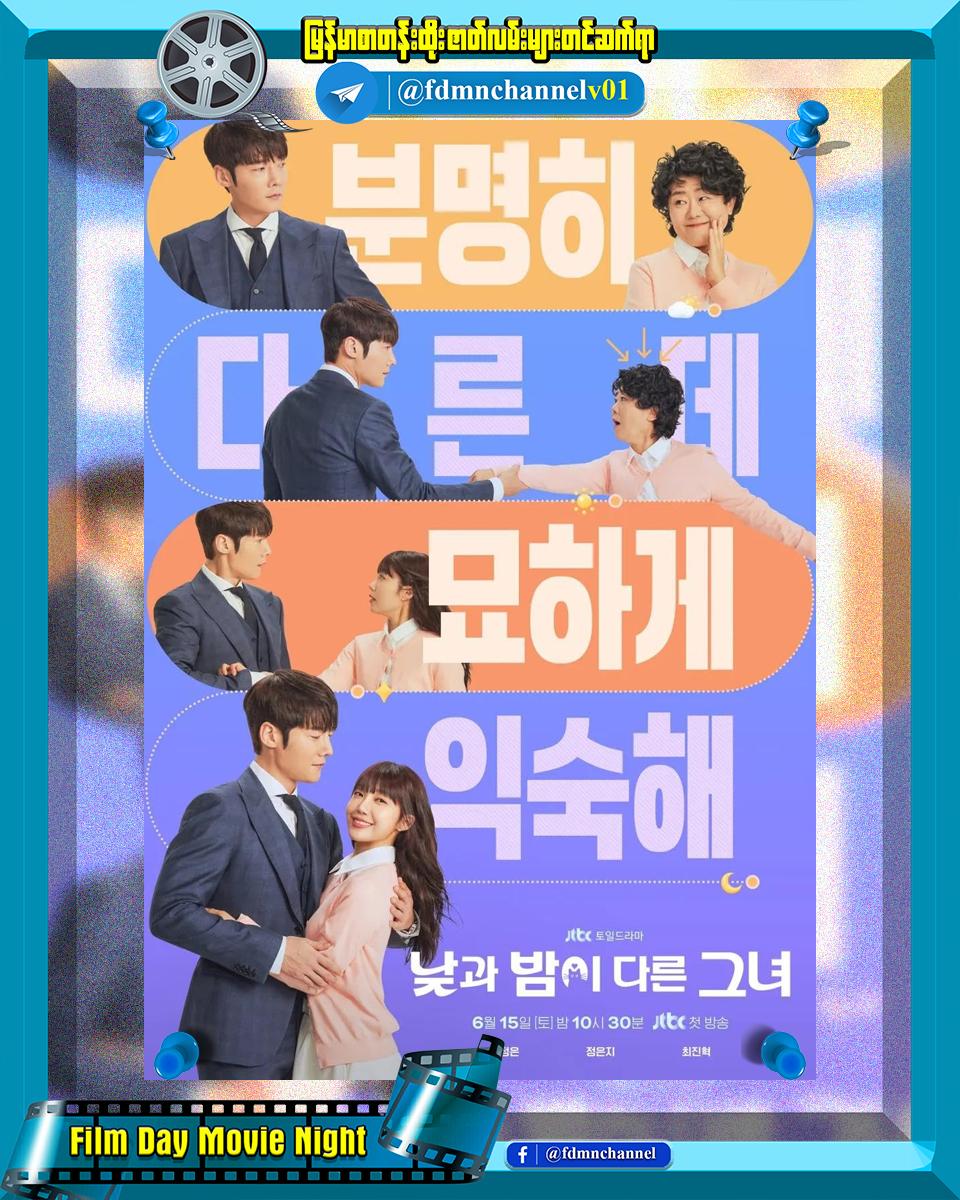 မြန်မာစာတန်းထိုးဇာတ်လမ်းများတင်ဆက်ရာ
@fdmnchannelv01
분명히
다른데
묘하게
익숙해
jtbc 토일드라마
낮과 밤이 다른 그녀
6월 15일 [토] 밤 10시 30분 jtbc 첫 방송
정은지 최진혁
Film Day Movie Night
@fdmnchannel